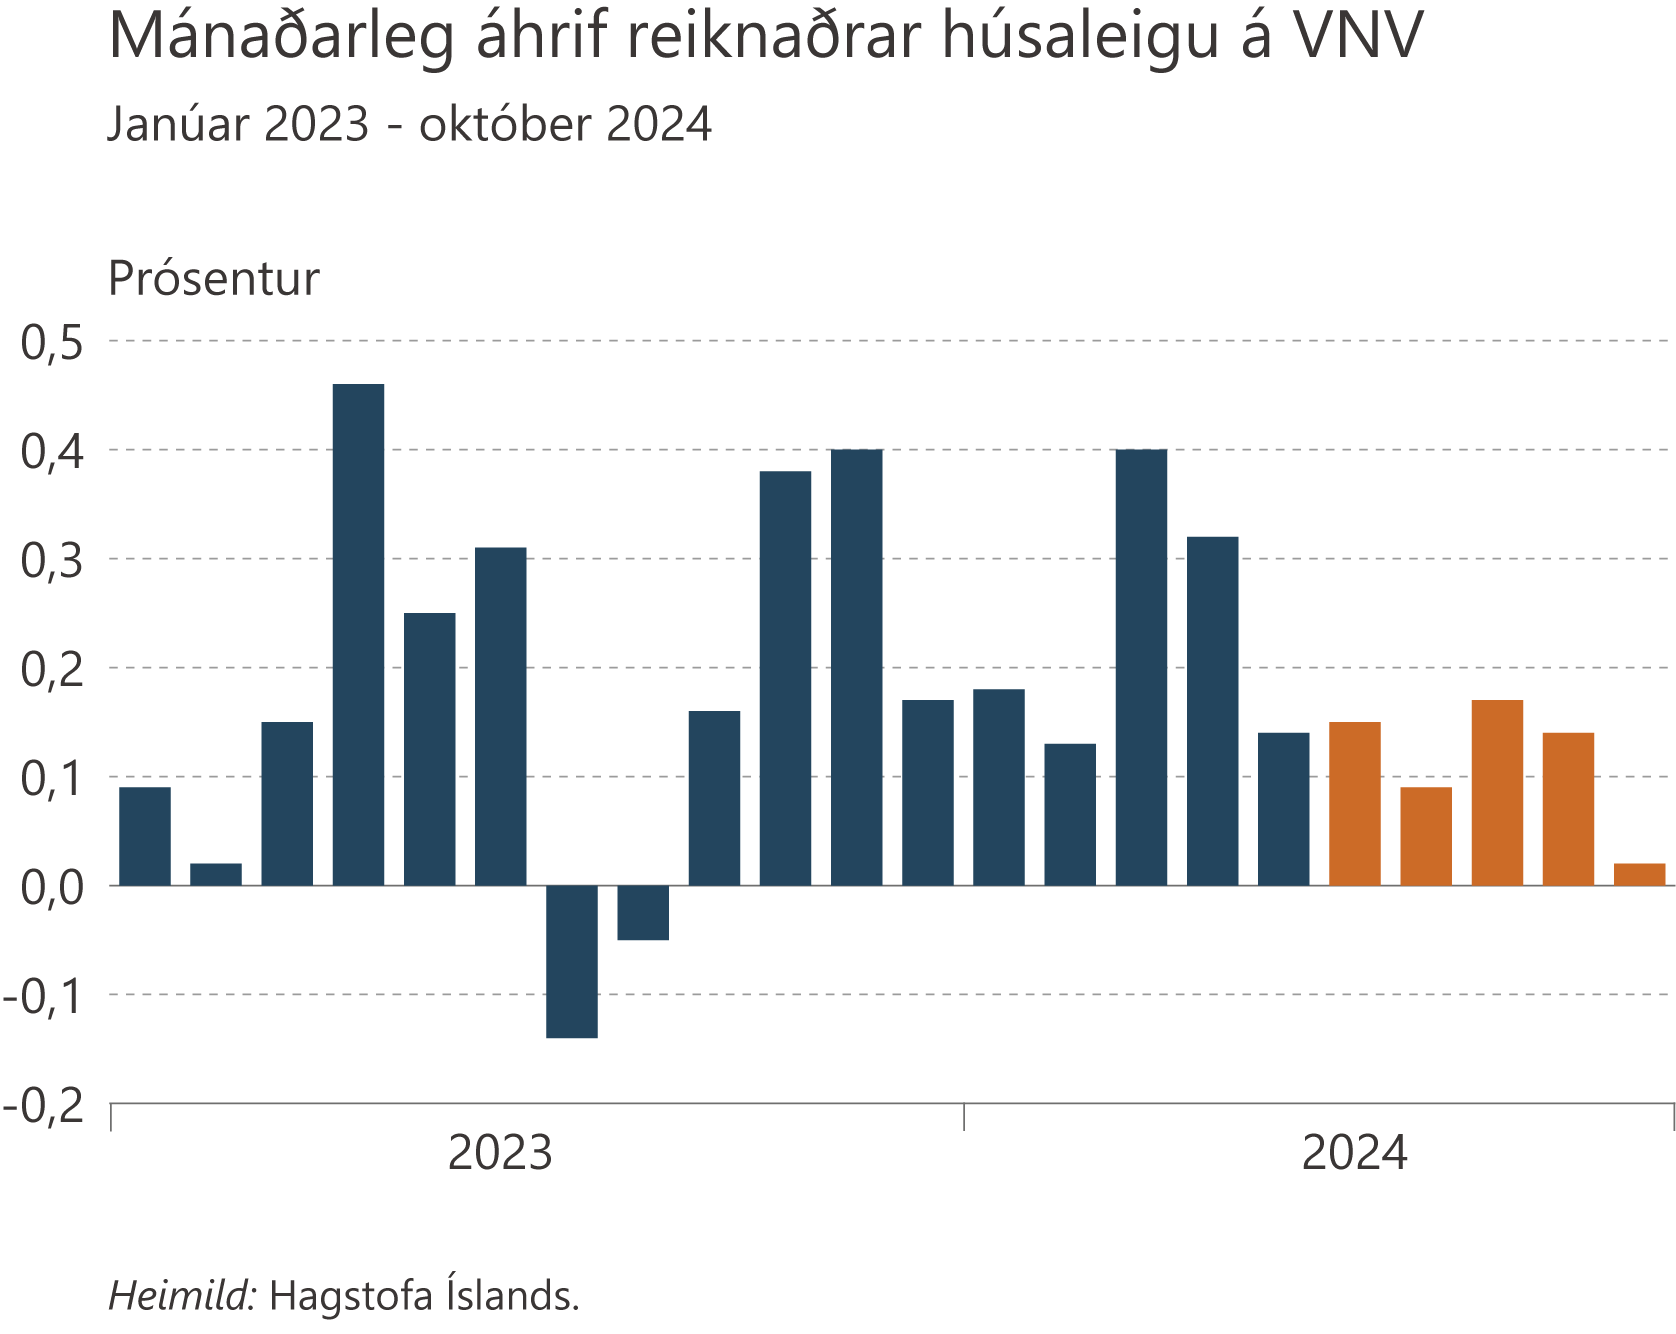 Mánaðarleg áhrif reiknaðrar húsaleigu á VNV
Janúar 2023 - október 2024
Prósentur
0,5
0,4
0,3
0,2
0,1
0,0
-0,1
-0,2
2023 2024
Heimild: Hagstofa Íslands.